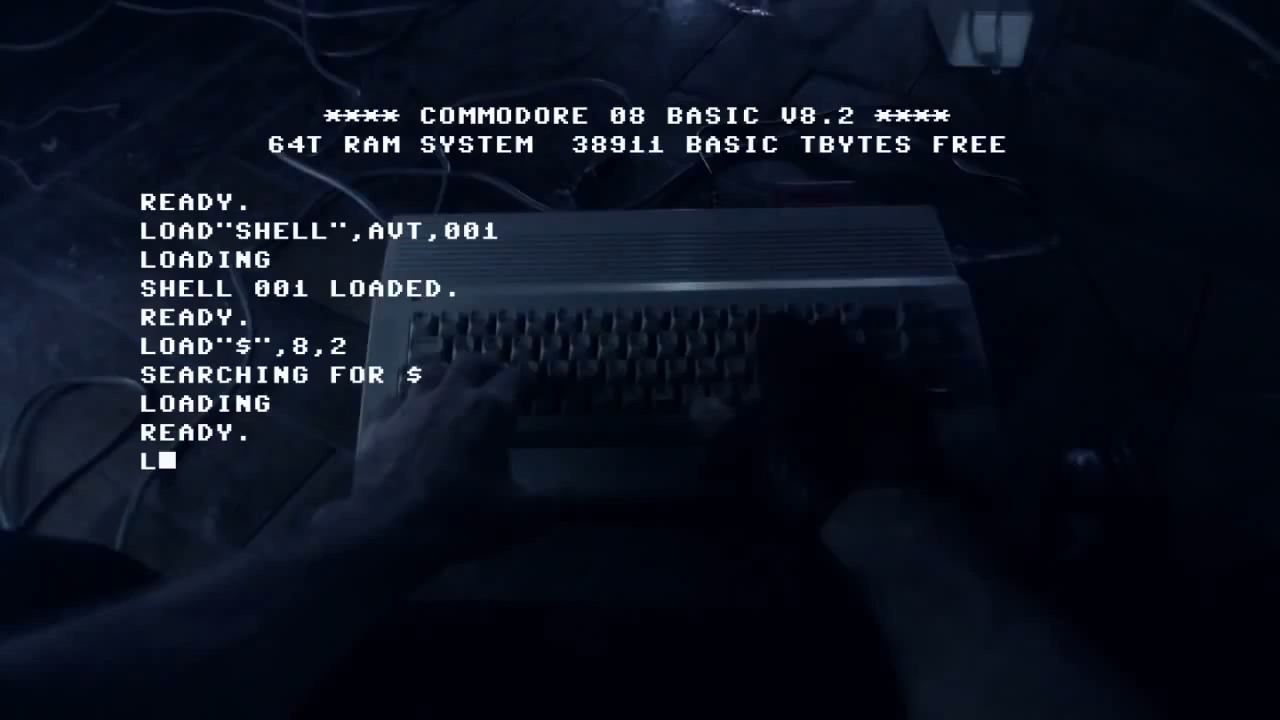 **** COMMODORE 08 BASIC V8.2 ****
64T RAM SYSTEM  38911 BASIC TBYTES FREE
READY.
LOAD"SHELL",AVT,001
LOADING
SHELL 001 LOADED.
READY.
LOAD"$",8,2
SEARCHING FOR $
LOADING
READY.
L